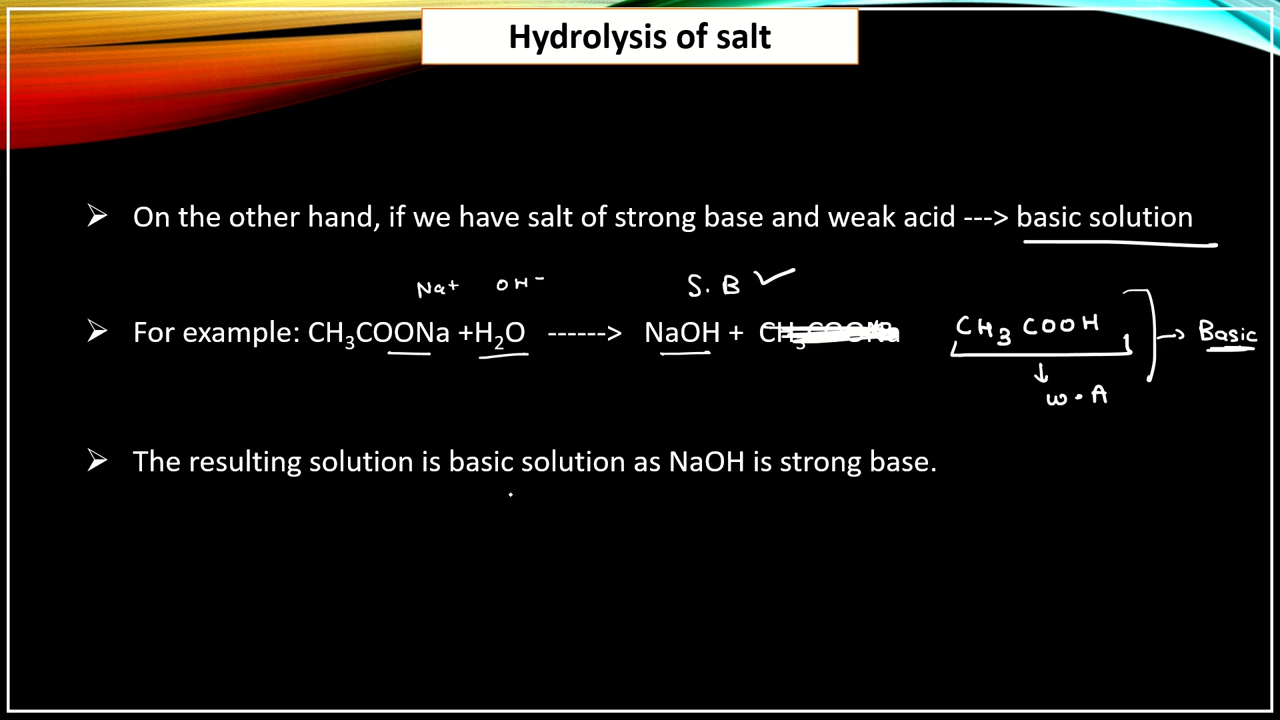 Hydrolysis of salt
➢ On the other hand, if we have salt of strong base and weak acid ---> basic solution
Na+ OH- S. B ✓
➢ For example: CH₃COONa +H₂O ------> NaOH + CH₃COONa CH₃COOH → Basic
↓
W. A
➢ The resulting solution is basic solution as NaOH is strong base.